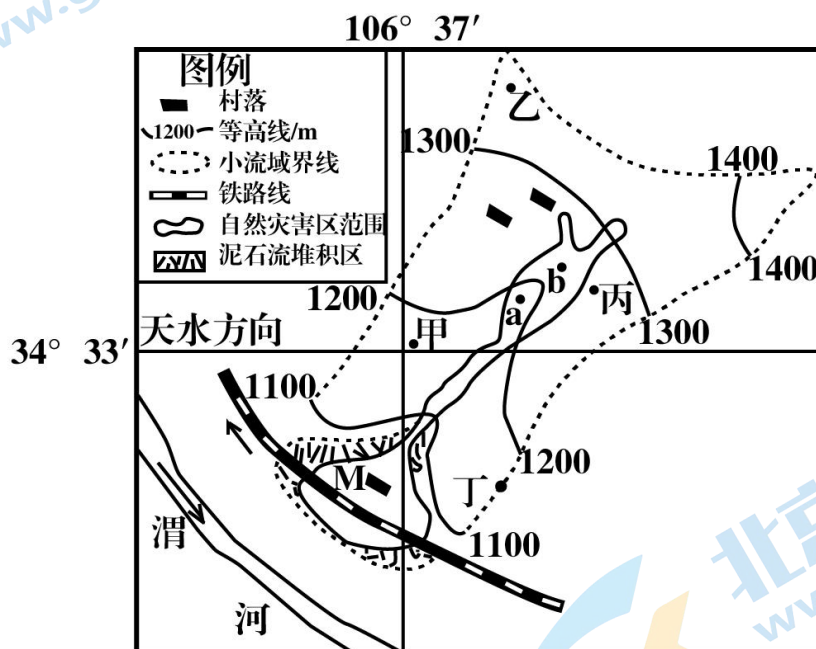 106° 37′
图例
村落
1200 等高线/m
小流域界线
铁路线
自然灾害区范围
泥石流堆积区
乙
1300
1400
1400
b
丙
1200
a
1300
天水方向
甲
34° 33′
1100
1200
M
丁
1100
渭
河
北京